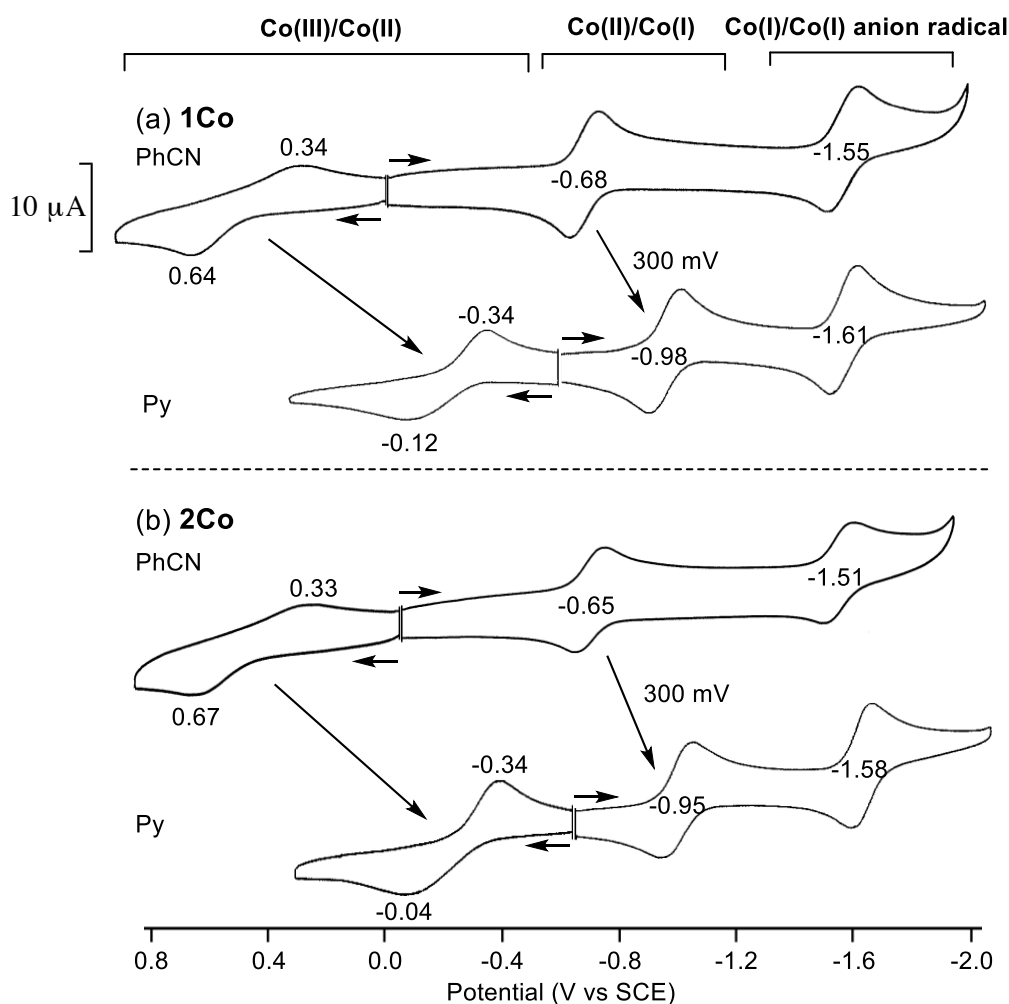 Co(III)/Co(II) Co(II)/Co(I) Co(I)/Co(I) anion radical
(a) 1Co
PhCN
0.34
-1.55
-0.68
10 μA
0.64
300 mV
-0.34
-1.61
-0.98
Py
-0.12
(b) 2Co
PhCN
0.33
-1.51
-0.65
0.67
300 mV
-0.34
-1.58
-0.95
Py
-0.04
0.8 0.4 0.0 -0.4 -0.8 -1.2 -1.6 -2.0
Potential (V vs SCE)